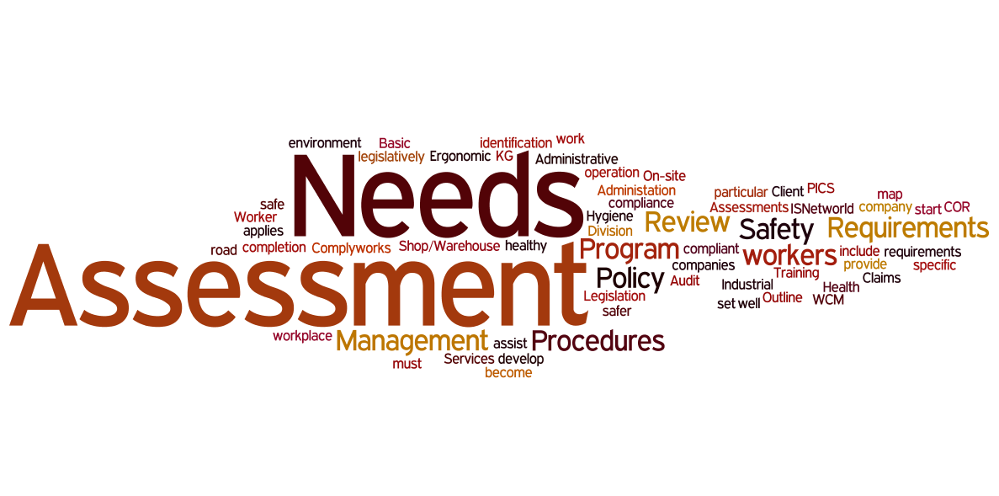 environment Basic identification work
legislatively Ergonomic KG Administrative
Needs
operation On-site
Administation
particular Client PICS
map
safe
compliance
Assessments ISNetworld company start COR
Worker
Hygiene
applies
Division Review Safety Requirements
road completion Complyworks Shop/Warehouse healthy
Assessment
Program compliant workers include requirements
companies
provide specific
Policy Audit
Training
Claims
Industrial
Health
Legislation
set well Outline WCM
safer
workplace Management assist Procedures
must Services develop
become